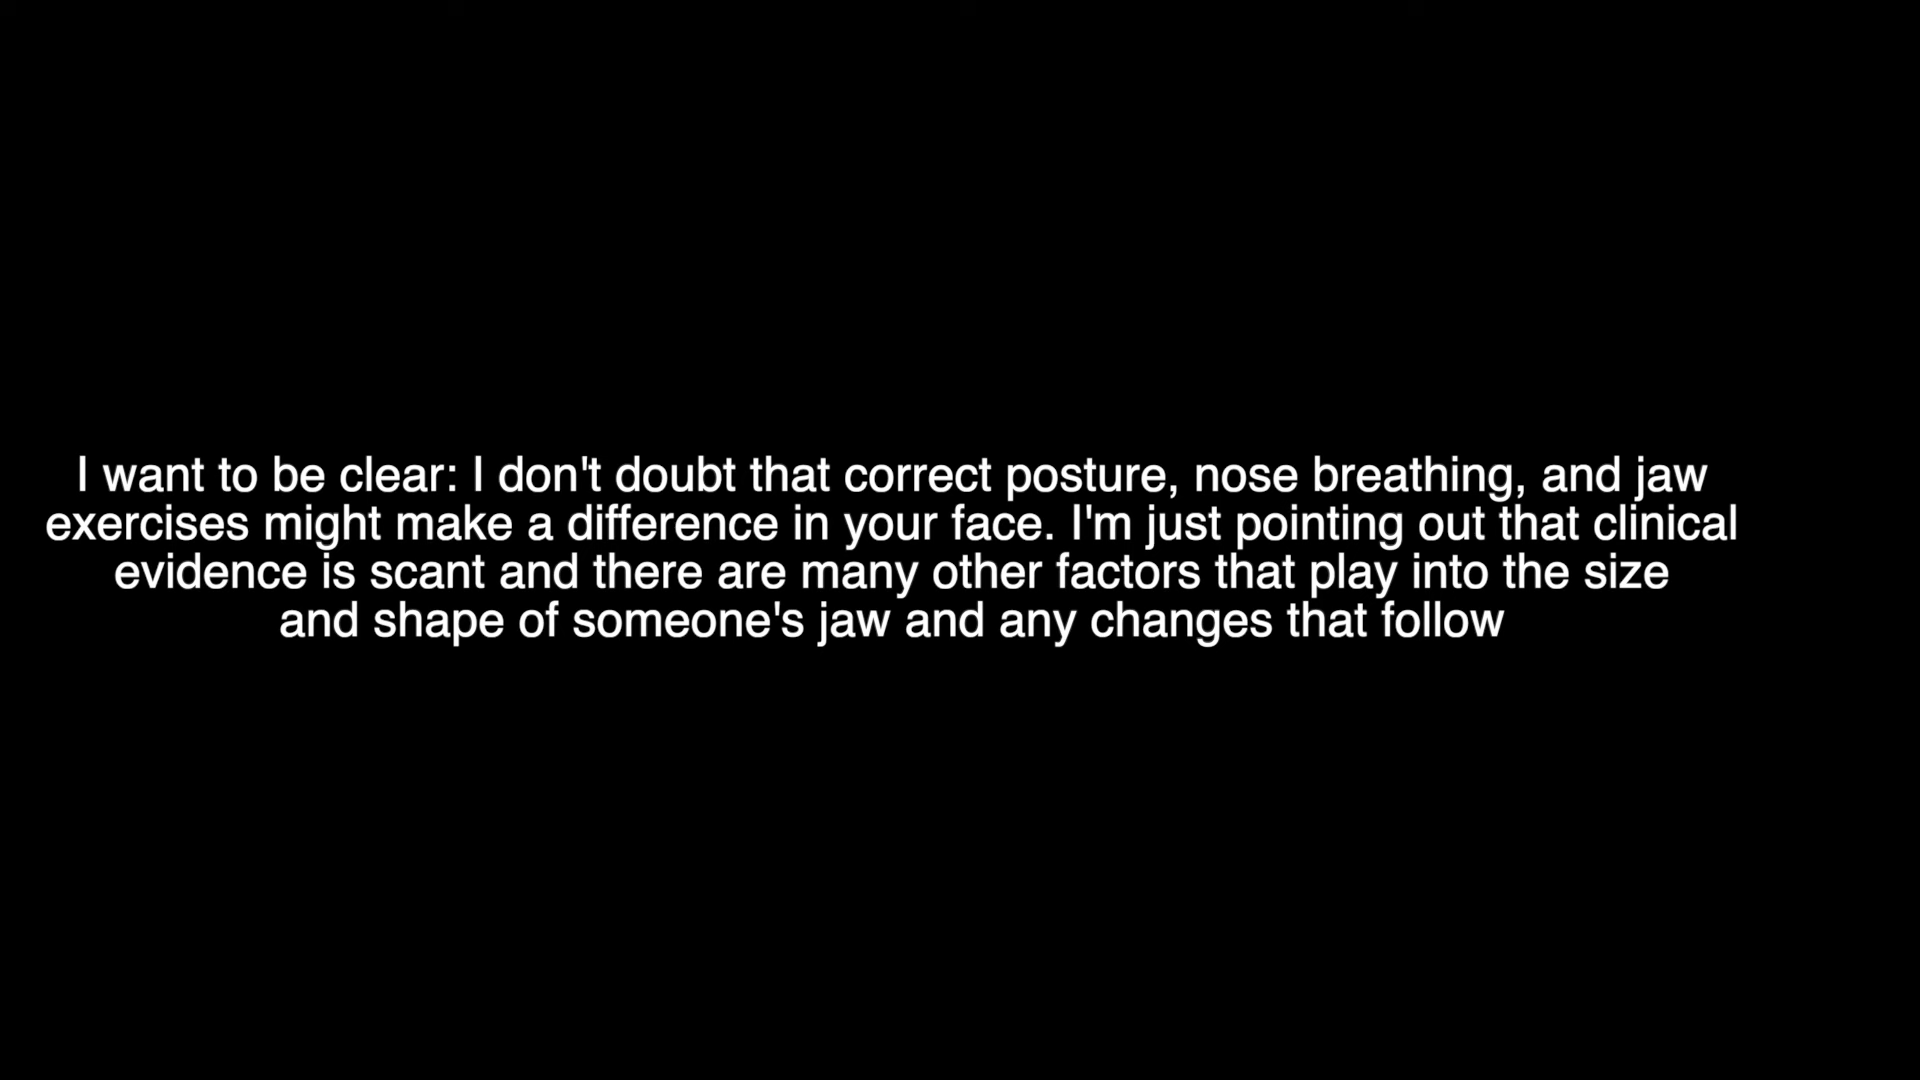 I want to be clear: I don't doubt that correct posture, nose breathing, and jaw
exercises might make a difference in your face. I'm just pointing out that clinical
evidence is scant and there are many other factors that play into the size
and shape of someone's jaw and any changes that follow